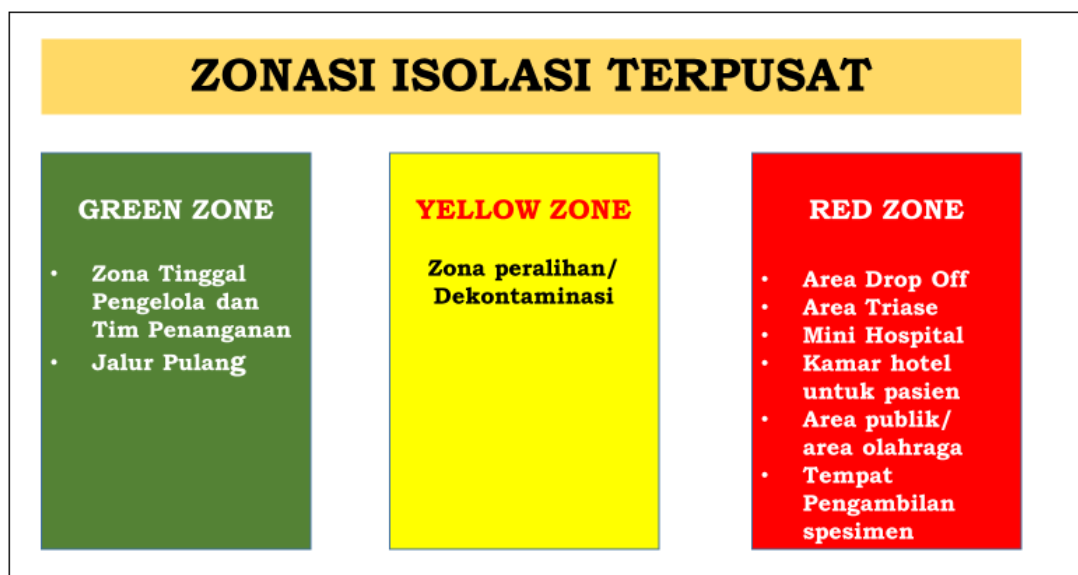 ZONASI ISOLASI TERPUSAT
GREEN ZONE
• Zona Tinggal
Pengelola dan
Tim Penanganan
• Jalur Pulang
YELLOW ZONE
Zona peralihan/
Dekontaminasi
RED ZONE
• Area Drop Off
• Area Triase
• Mini Hospital
• Kamar hotel
untuk pasien
• Area publik/
area olahraga
• Tempat
Pengambilan
spesimen